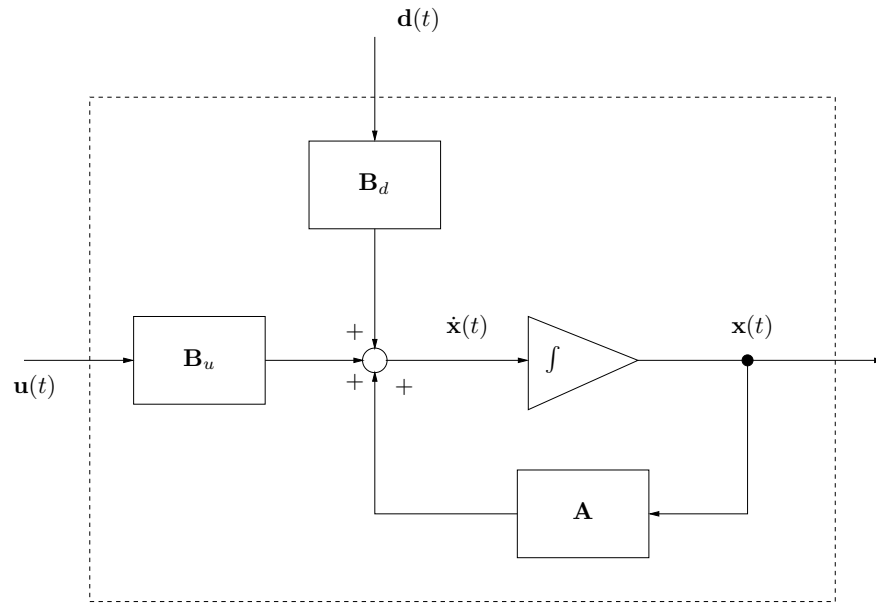 d(t)
B_d
+
ẋ(t)
x(t)
B_u
∫
u(t)
+
+
A